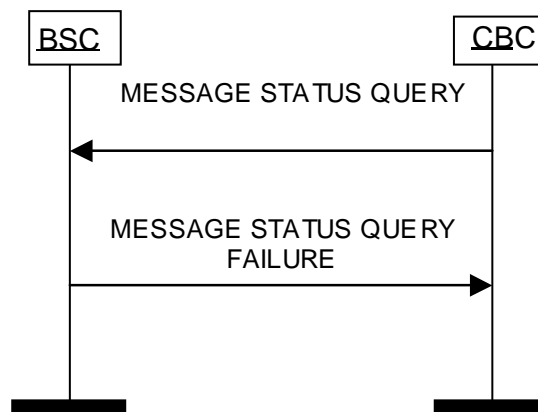 BSC
CBC
MESSAGE STATUS QUERY
MESSAGE STATUS QUERY
FAILURE